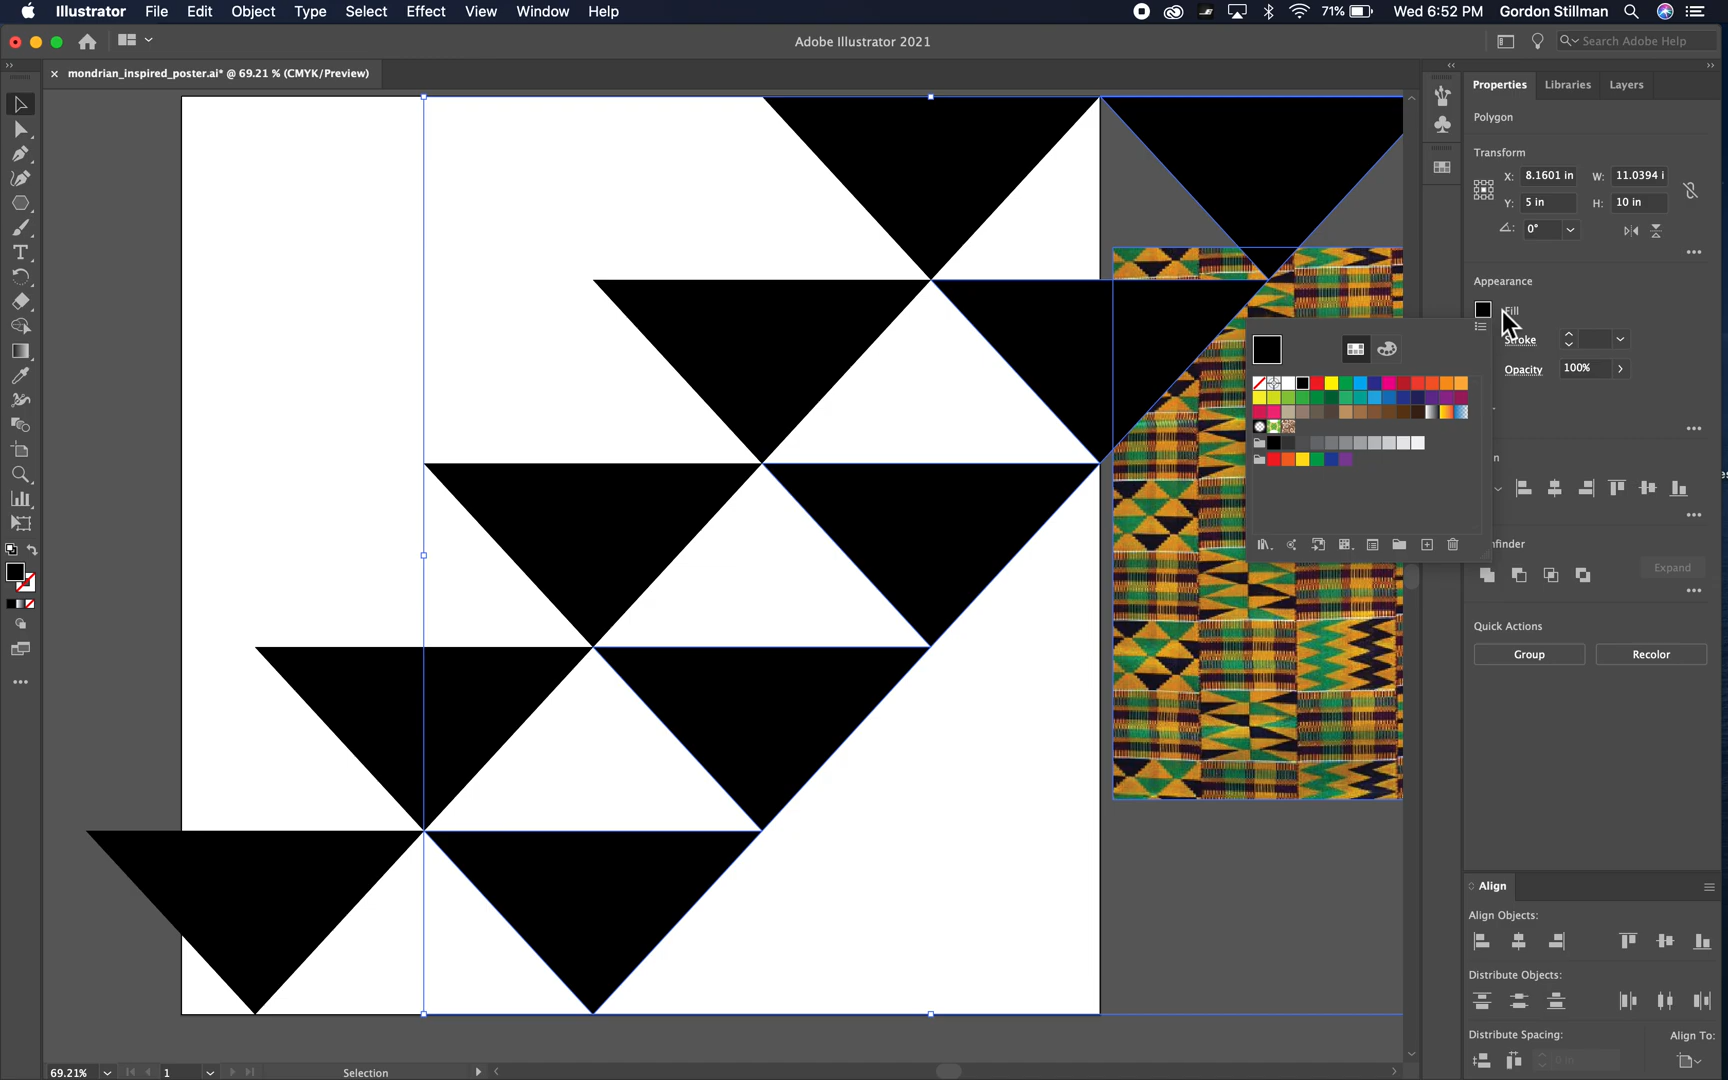 Illustrator File Edit Object Type Select Effect View Window Help 71% Wed 6:52 PM Gordon Stillman
Adobe Illustrator 2021 Search Adobe Help
× mondrian_inspired_poster.ai* @ 69.21 % (CMYK/Preview)
Properties Libraries Layers
Polygon
Transform
X: 8.1601 in W: 11.0394 i
Y: 5 in H: 10 in
0°
Appearance
Fill
Stroke
Opacity 100%
n
nfinder
Expand
Quick Actions
Group Recolor
Align
Align Objects:
Distribute Objects:
Distribute Spacing: Align To:
0 in
69.21% 1 Selection